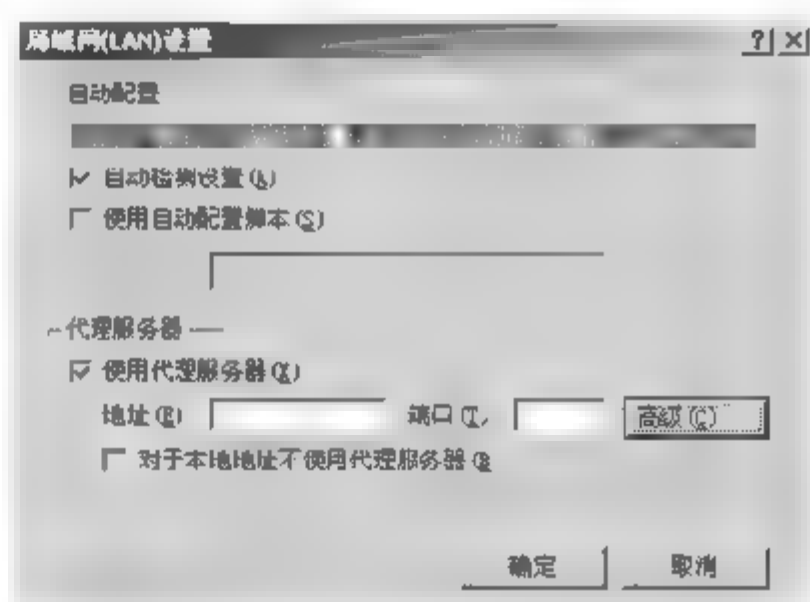 局域网(LAN)设置
自动配置
自动检测设置(A)
使用自动配置脚本(S)
代理服务器
使用代理服务器(X)
地址(E) 端口(T) 高级(C)
对于本地地址不使用代理服务器(B
确定 取消